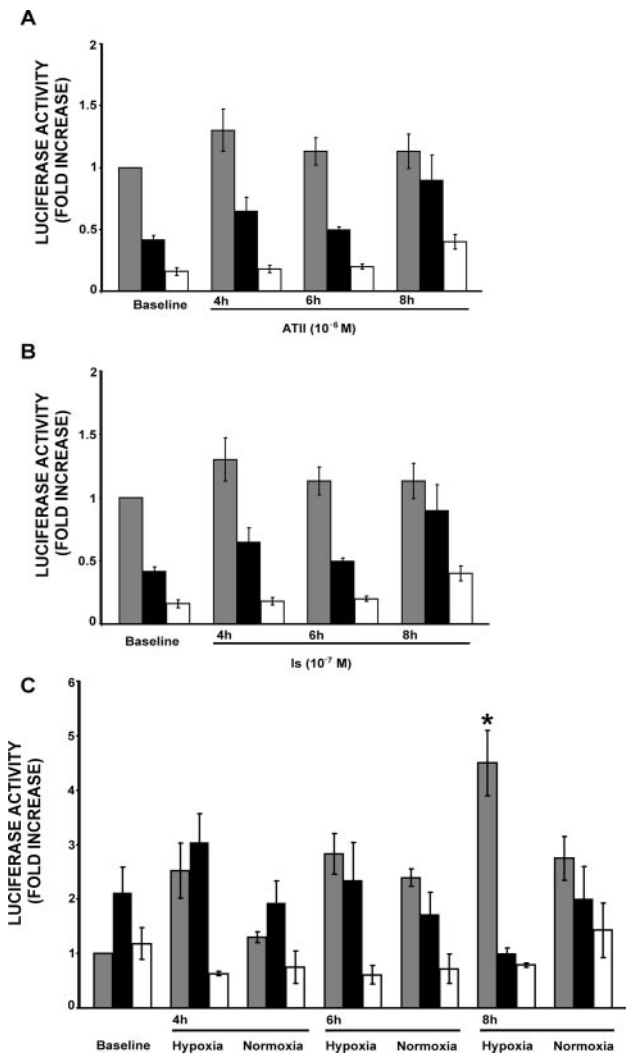 A
LUCIFERASE ACTIVITY
(FOLD INCREASE)
2
1.5
1
0.5
0
Baseline
4h 6h 8h
ATII (10⁻⁶ M)
B
LUCIFERASE ACTIVITY
(FOLD INCREASE)
2
1.5
1
0.5
0
Baseline
4h 6h 8h
Is (10⁻⁷ M)
C
LUCIFERASE ACTIVITY
(FOLD INCREASE)
6
5
4
3
2
1
0
*
4h 6h 8h
Baseline Hypoxia Normoxia Hypoxia Normoxia Hypoxia Normoxia